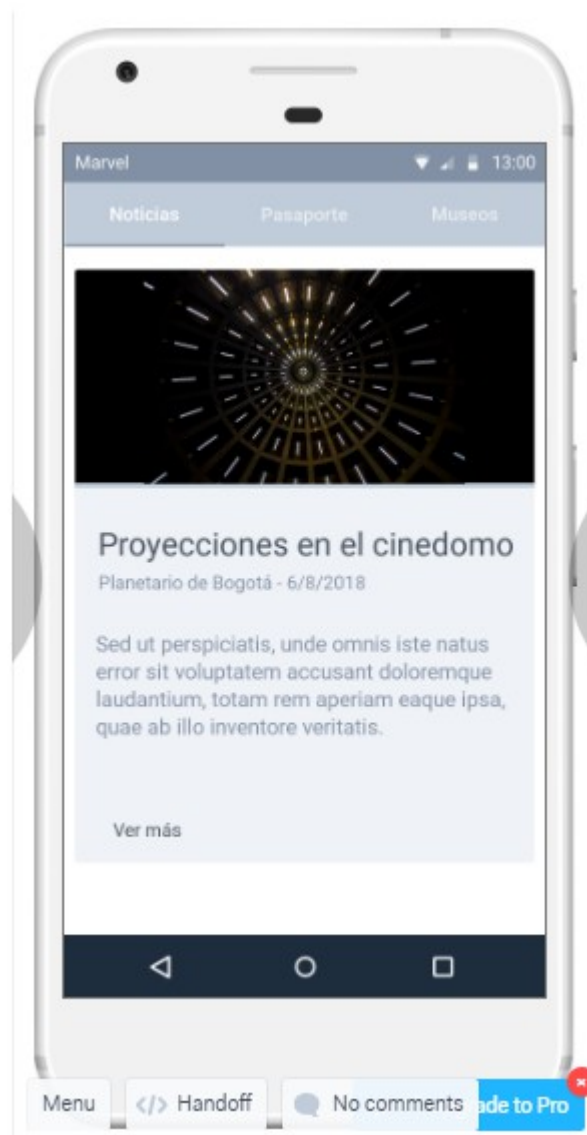 Marvel 13:00
Noticias Pasaporte Museos
Proyecciones en el cinedomo
Planetario de Bogotá - 6/8/2018
Sed ut perspiciatis, unde omnis iste natus
error sit voluptatem accusant doloremque
laudantium, totam rem aperiam eaque ipsa,
quae ab illo inventore veritatis.
Ver más
Menu </> Handoff No comments to Pro